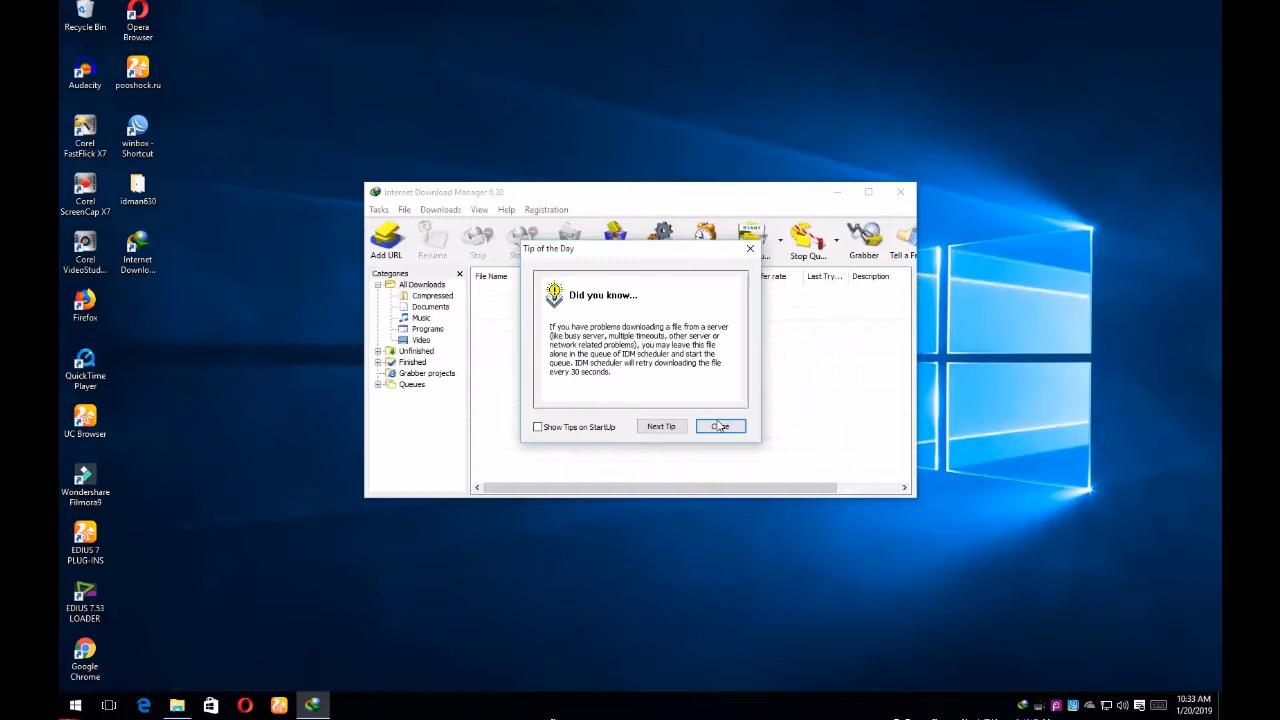 Recycle Bin
Opera
Browser
Audacity
pooshock.ru
Corel
FastFlick X7
winbox -
Shortcut
Corel
ScreenCap X7
idman630
Corel
VideoStud...
Internet
Downlo...
Firefox
QuickTime
Player
UC Browser
Wondershare
Filmora9
EDIUS 7
PLUG-INS
EDIUS 7.53
LOADER
Google
Chrome
Internet Download Manager 6.30
Tasks File Downloads View Help Registration
START
Add URL Resume Stop Stop Qu... Grabber Tell a F
Categories
All Downloads
Compressed
Documents
Music
Programs
Video
Unfinished
Finished
Grabber projects
Queues
File Name fer rate Last Try... Description
Tip of the Day
Did you know...
If you have problems downloading a file from a server
(like busy server, multiple timeouts, other server or
network related problems), you may leave this file
alone in the queue of IDM scheduler and start the
queue. IDM scheduler will retry downloading the file
every 30 seconds.
Show Tips on StartUp Next Tip
10:33 AM
1/20/2019